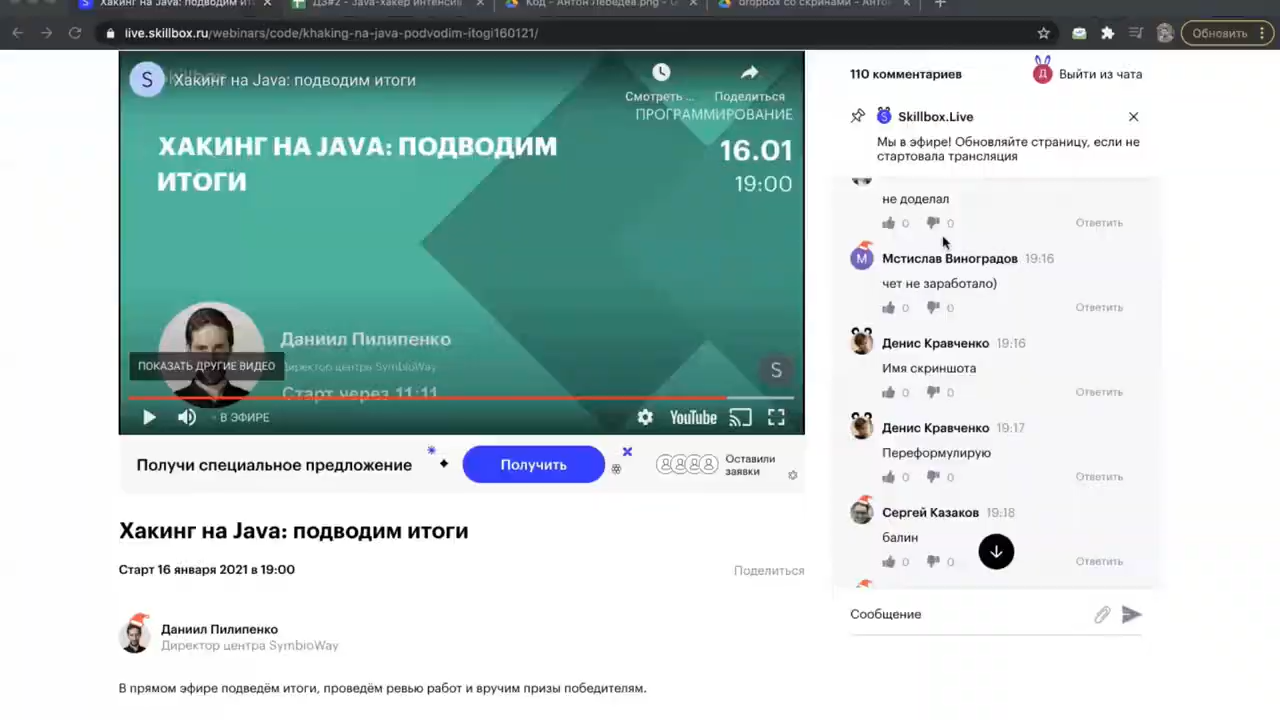 Хакинг на Java: подводим ит
ДЗ#2 - Java-хакер интенсив
Код - Антон Лебедев.png - G
dropbox со скринами - Анто
live.skillbox.ru/webinars/code/khaking-na-java-podvodim-itogi160121/
Обновить
S
Хакинг на Java: подводим итоги
Смотреть ...
Поделиться
ПРОГРАММИРОВАНИЕ
ХАКИНГ НА JAVA: ПОДВОДИМ
ИТОГИ
16.01
19:00
Даниил Пилипенко
Директор центра SymbioWay
Старт через 11:11
ПОКАЗАТЬ ДРУГИЕ ВИДЕО
S
В ЭФИРЕ
YouTube
Получи специальное предложение
Получить
Оставили
заявки
Хакинг на Java: подводим итоги
Старт 16 января 2021 в 19:00
Поделиться
Даниил Пилипенко
Директор центра SymbioWay
В прямом эфире подведём итоги, проведём ревью работ и вручим призы победителям.
110 комментариев
Д
Выйти из чата
S
Skillbox.Live
Мы в эфире! Обновляйте страницу, если не
стартовала трансляция
не доделал
0 0 Ответить
М
Мстислав Виноградов 19:16
чет не заработало)
0 0 Ответить
Денис Кравченко 19:16
Имя скриншота
0 0 Ответить
Денис Кравченко 19:17
Переформулирую
0 0 Ответить
Сергей Казаков 19:18
балин
0 0 Ответить
Сообщение